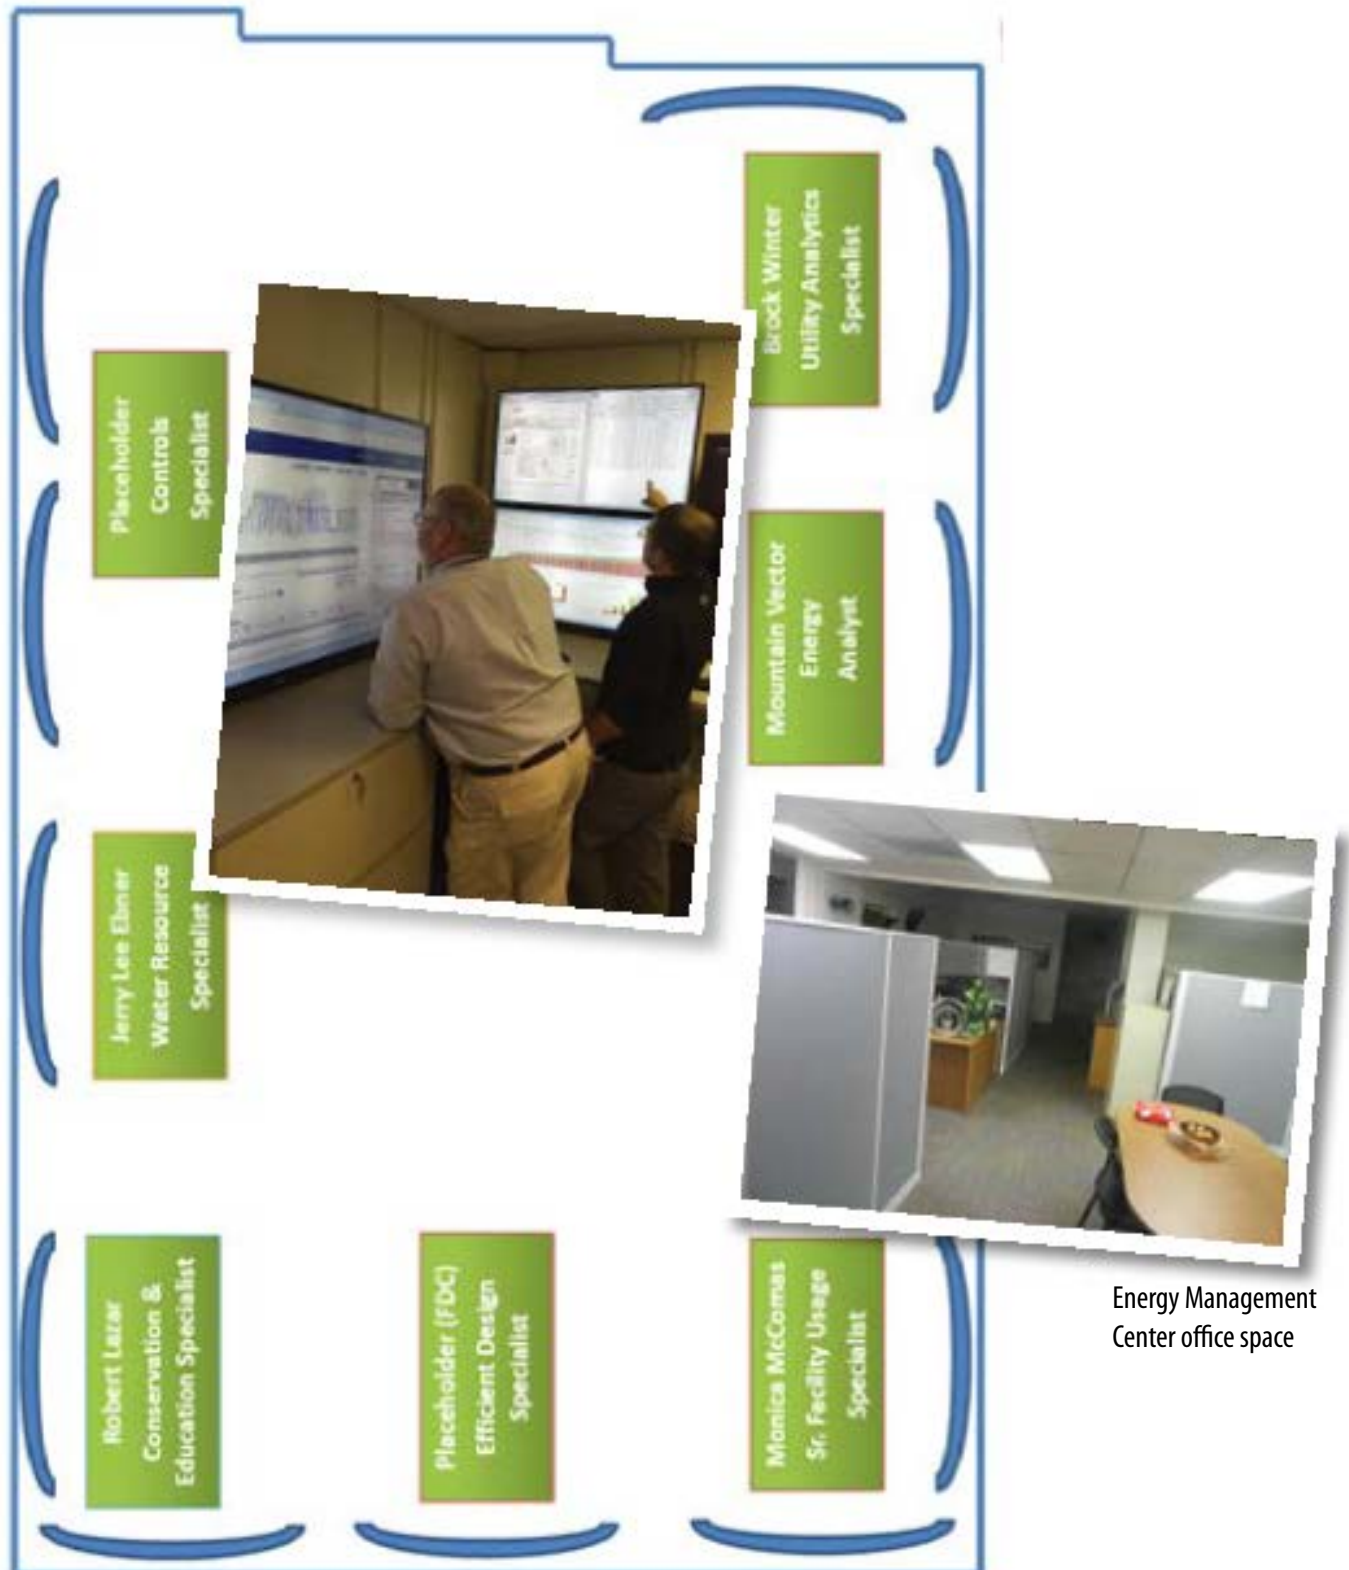 Placeholder
Controls
Specialist
Brock Winter
Utility Analytics
Specialist
Mountain Vector
Energy
Analyst
Jerry Lee Ebner
Water Resource
Specialist
Robert Lazar
Conservation &
Education Specialist
Placeholder (FDC)
Efficient Design
Specialist
Monica McComas
Sr. Facility Usage
Specialist
Energy Management
Center office space